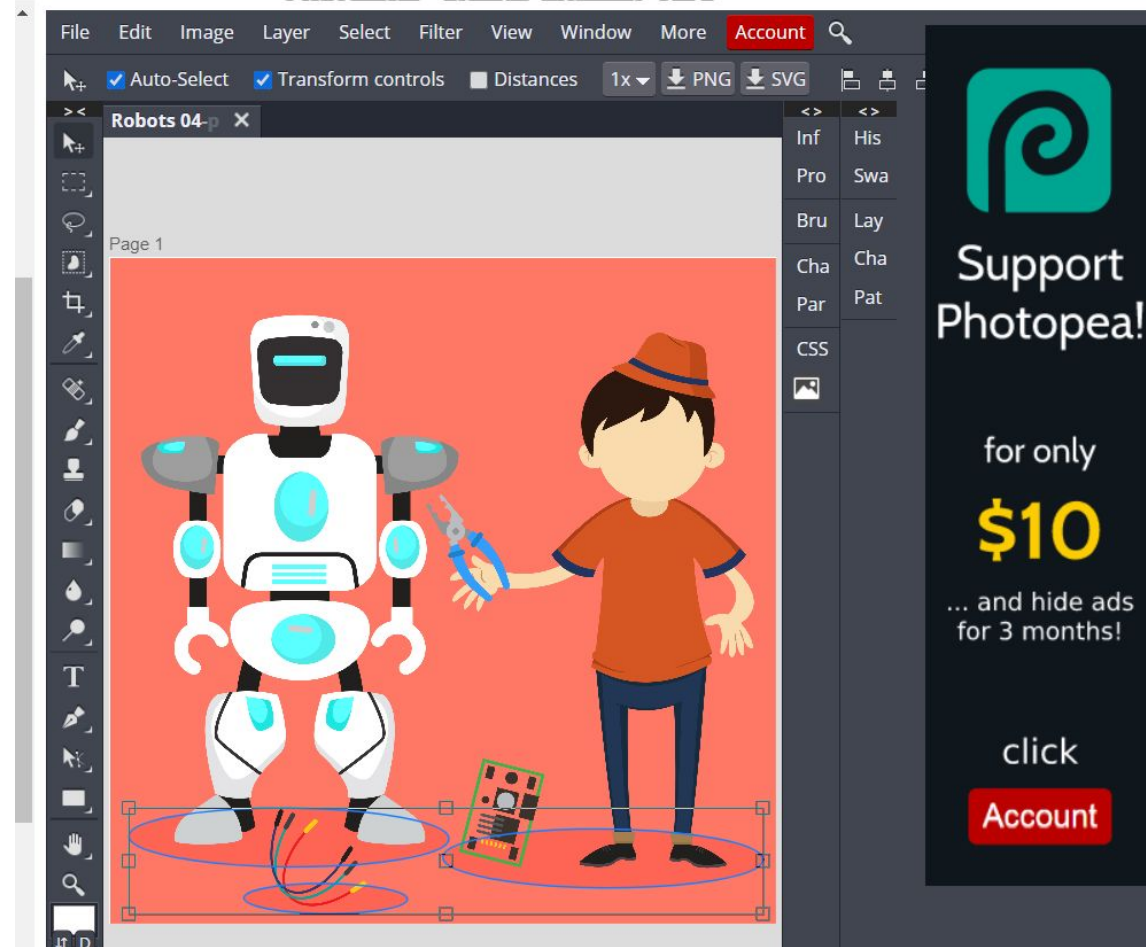 File Edit Image Layer Select Filter View Window More Account
Auto-Select Transform controls Distances 1x PNG SVG
> < < > < >
Robots 04-p X
Inf His
Pro Swa
Bru Lay
Cha Cha
Par Pat
CSS
Page 1
T
D
Support
Photopea!
for only
$10
... and hide ads
for 3 months!
click
Account